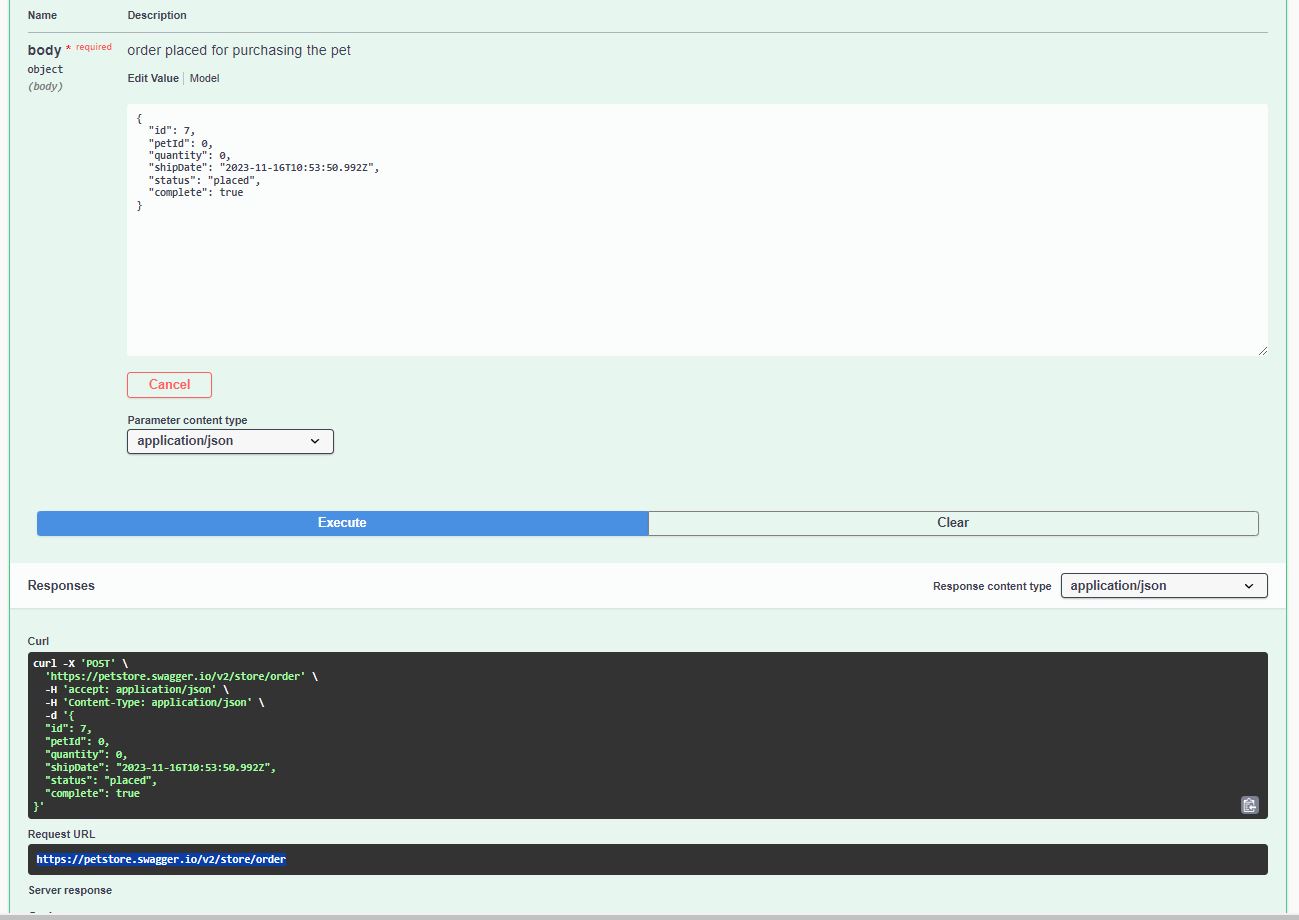 Name Description
body * required order placed for purchasing the pet
object
(body)
Edit Value Model
{
  "id": 7,
  "petId": 0,
  "quantity": 0,
  "shipDate": "2023-11-16T10:53:50.992Z",
  "status": "placed",
  "complete": true
}
Cancel
Parameter content type
application/json
Execute Clear
Responses Response content type application/json
Curl
curl -X 'POST' \
  'https://petstore.swagger.io/v2/store/order' \
  -H 'accept: application/json' \
  -H 'Content-Type: application/json' \
  -d '{
  "id": 7,
  "petId": 0,
  "quantity": 0,
  "shipDate": "2023-11-16T10:53:50.992Z",
  "status": "placed",
  "complete": true
}'
Request URL
https://petstore.swagger.io/v2/store/order
Server response